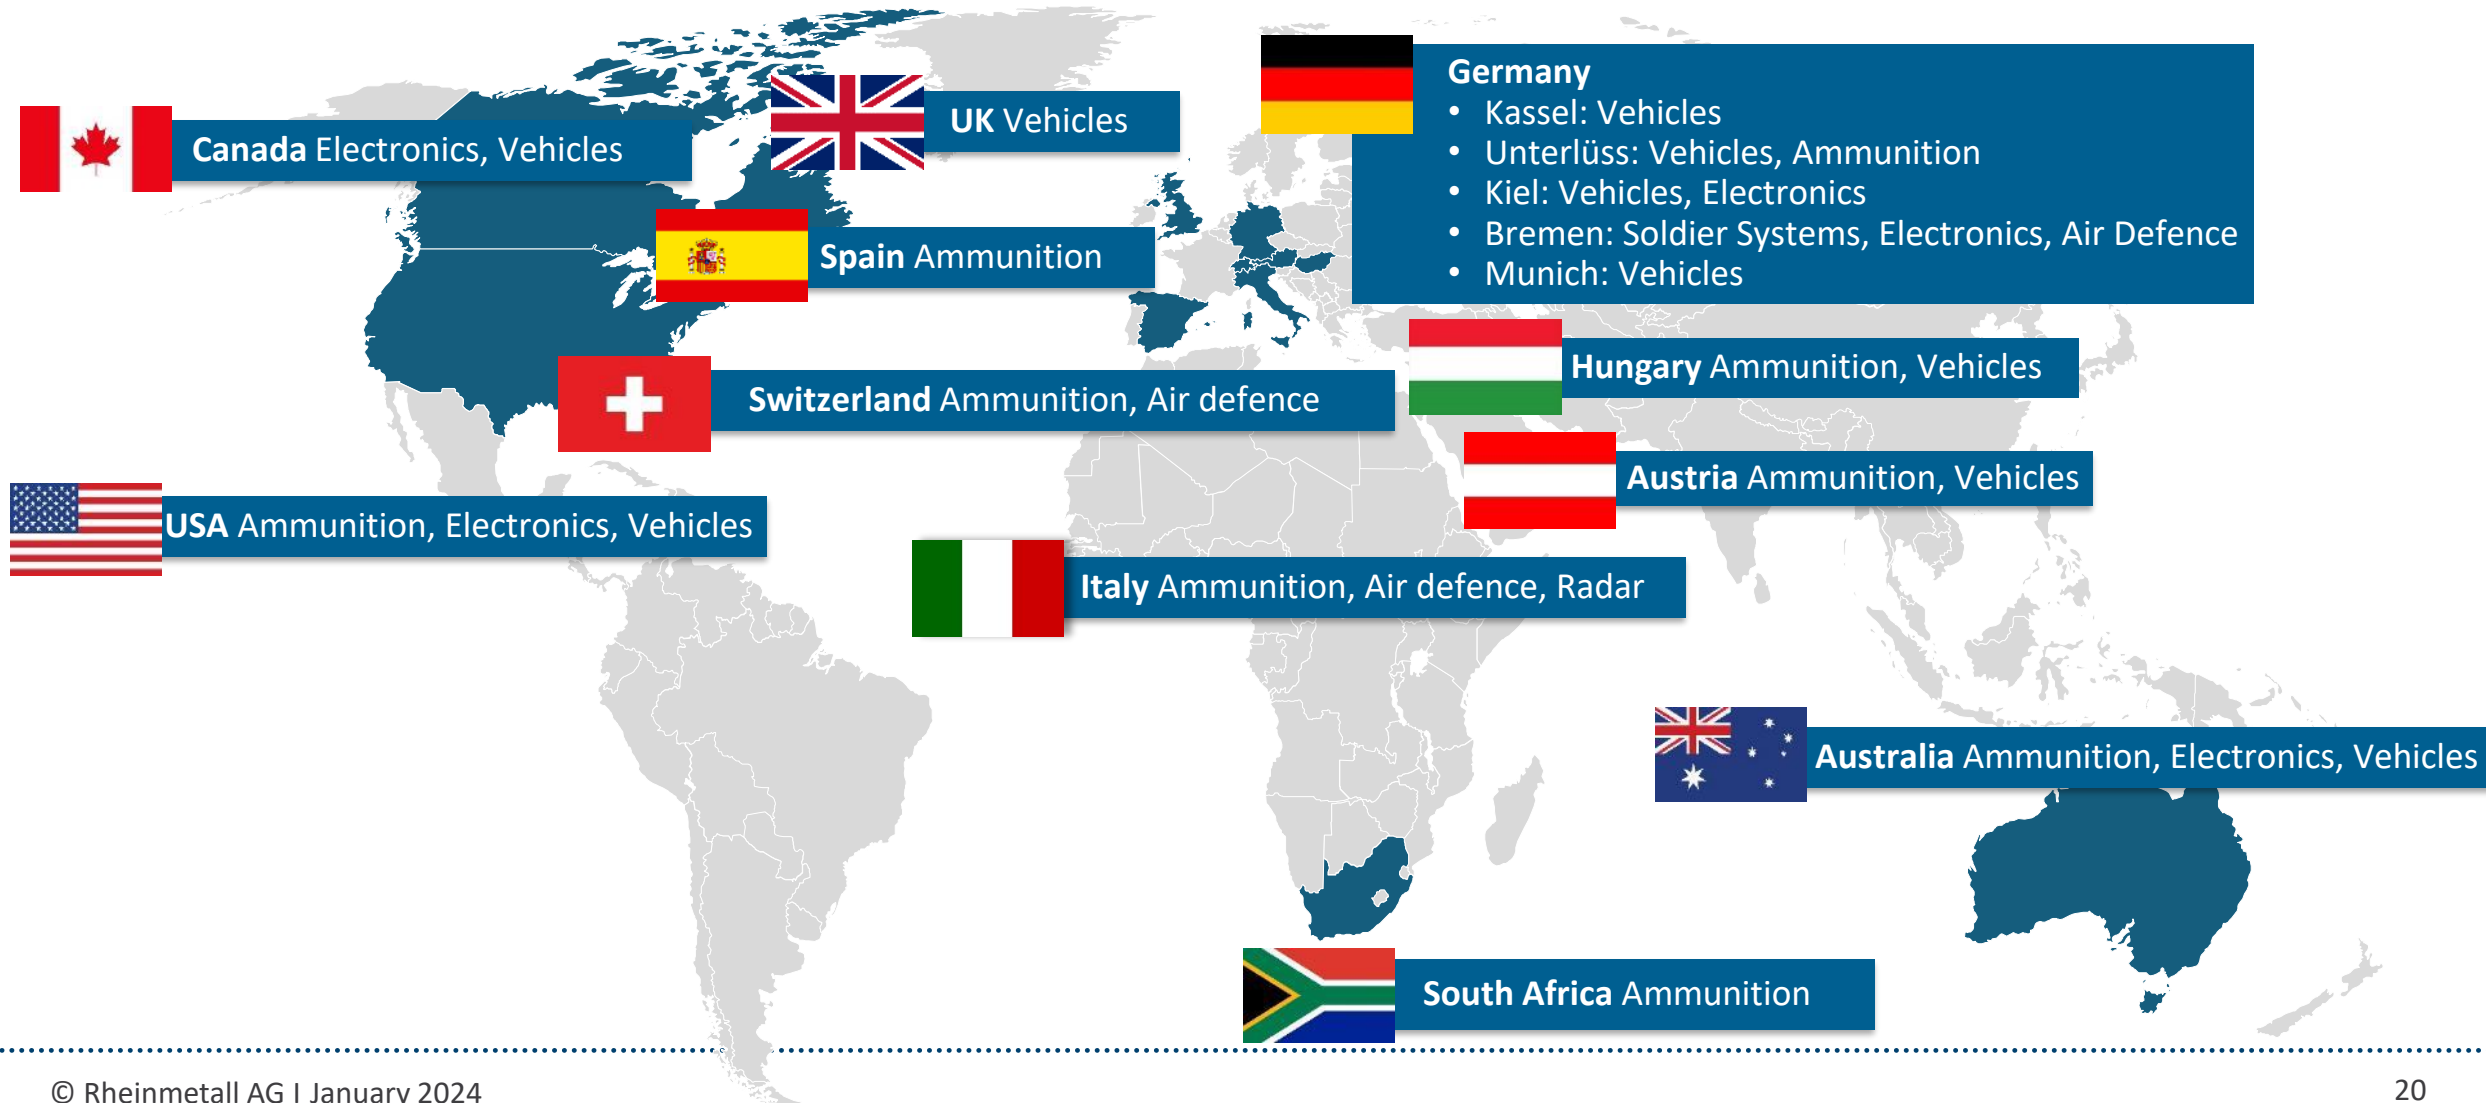 Germany
• Kassel: Vehicles
• Unterlüss: Vehicles, Ammunition
• Kiel: Vehicles, Electronics
• Bremen: Soldier Systems, Electronics, Air Defence
• Munich: Vehicles
UK Vehicles
Canada Electronics, Vehicles
Spain Ammunition
Hungary Ammunition, Vehicles
Switzerland Ammunition, Air defence
Austria Ammunition, Vehicles
USA Ammunition, Electronics, Vehicles
Italy Ammunition, Air defence, Radar
Australia Ammunition, Electronics, Vehicles
South Africa Ammunition
© Rheinmetall AG I January 2024
20